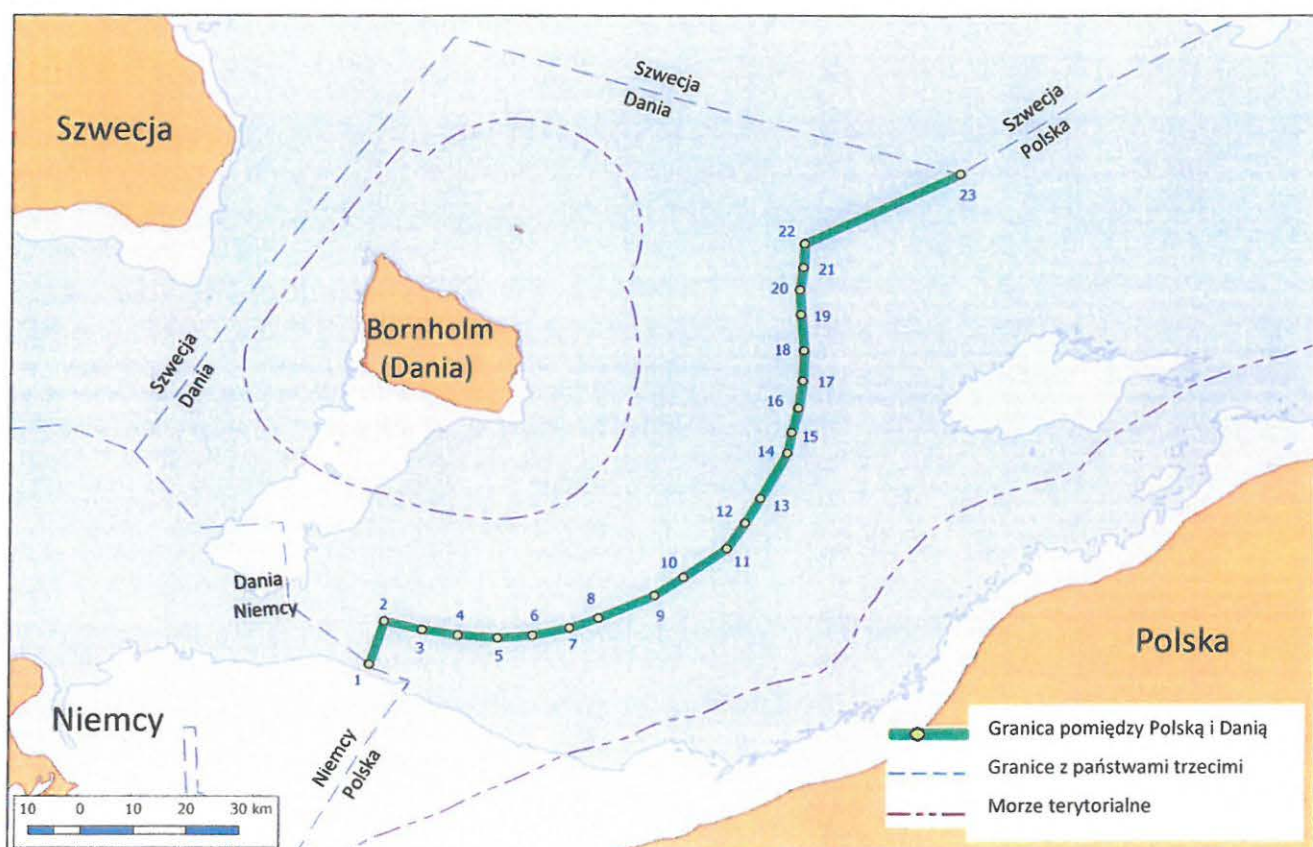 Szwecja
Dania
Szwecja
Polska
Szwecja
23
22
21
20
19
Bornholm
(Dania)
18
Szwecja
Dania
17
16
15
14
13
12
11
10
9
8
7
6
5
4
3
2
1
Dania
Niemcy
Polska
Niemcy
Niemcy
Polska
Granica pomiędzy Polską i Danią
Granice z państwami trzecimi
Morze terytorialne
10 0 10 20 30 km